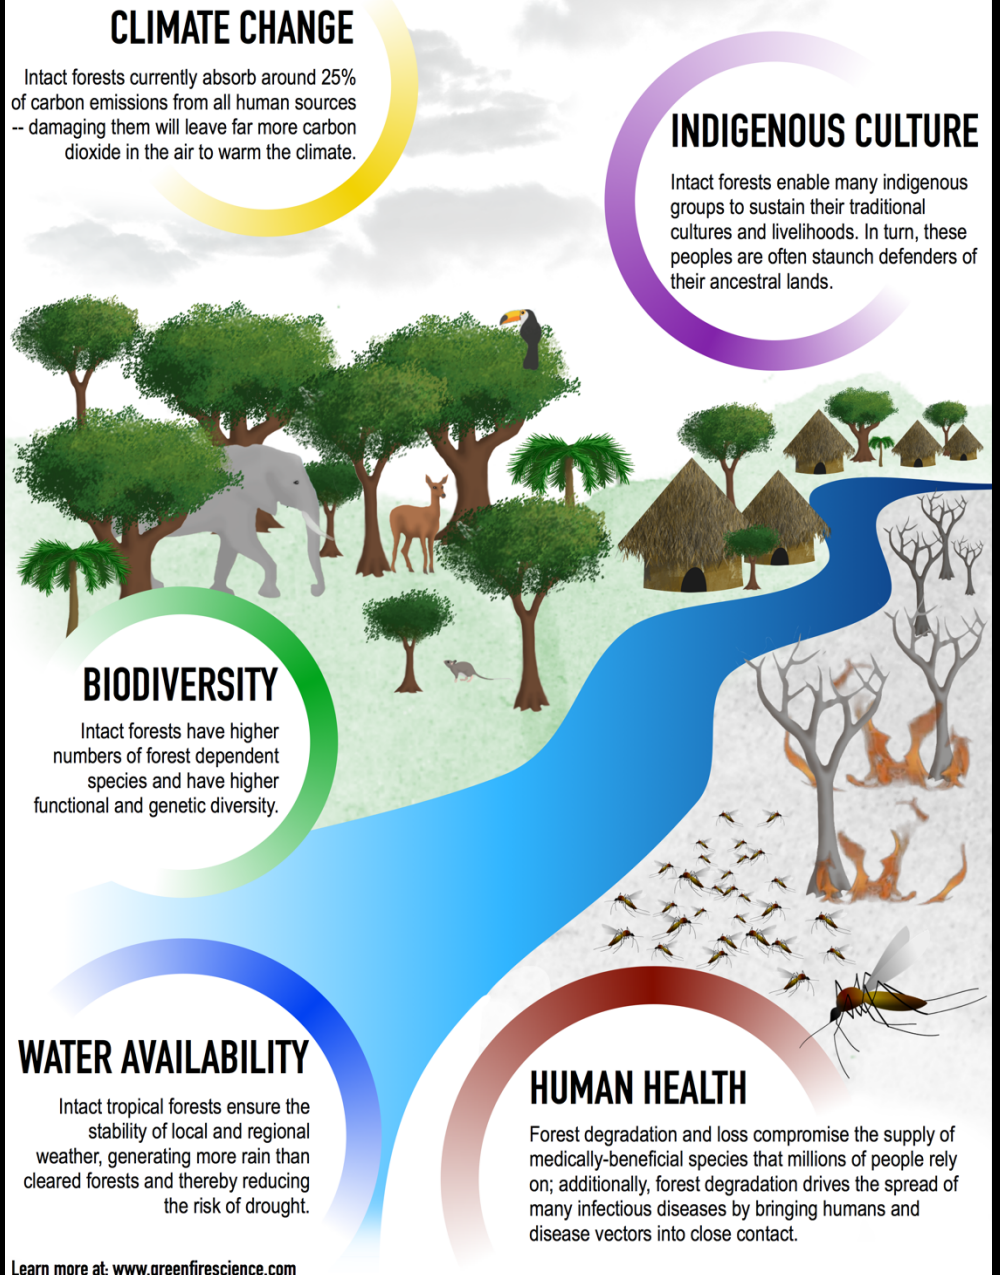 CLIMATE CHANGE
Intact forests currently absorb around 25%
of carbon emissions from all human sources
-- damaging them will leave far more carbon
dioxide in the air to warm the climate.
INDIGENOUS CULTURE
Intact forests enable many indigenous
groups to sustain their traditional
cultures and livelihoods. In turn, these
peoples are often staunch defenders of
their ancestral lands.
BIODIVERSITY
Intact forests have higher
numbers of forest dependent
species and have higher
functional and genetic diversity.
WATER AVAILABILITY
Intact tropical forests ensure the
stability of local and regional
weather, generating more rain than
cleared forests and thereby reducing
the risk of drought.
HUMAN HEALTH
Forest degradation and loss compromise the supply of
medically-beneficial species that millions of people rely
on; additionally, forest degradation drives the spread of
many infectious diseases by bringing humans and
disease vectors into close contact.
Learn more at: www.greenfirescience.com